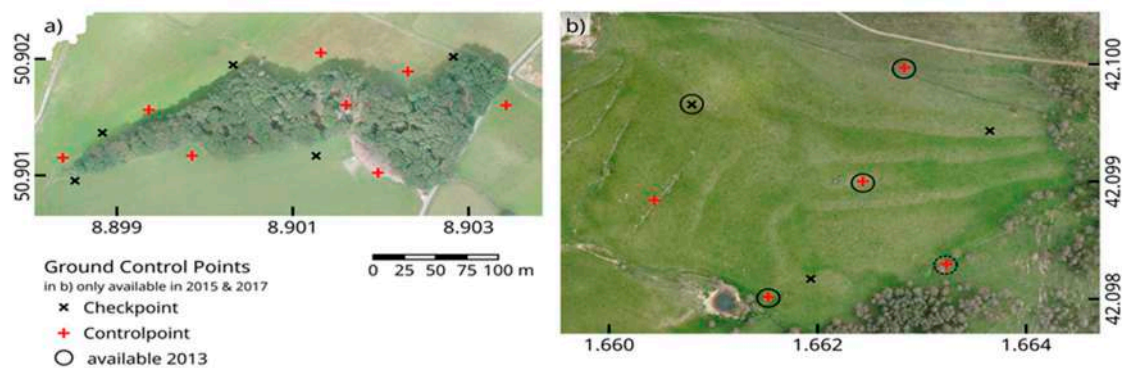 a)
50.902
50.901
8.899 8.901 8.903
0 25 50 75 100 m
Ground Control Points
in b) only available in 2015 & 2017
Checkpoint
Controlpoint
available 2013
b)
42.100
42.099
42.098
1.660 1.662 1.664